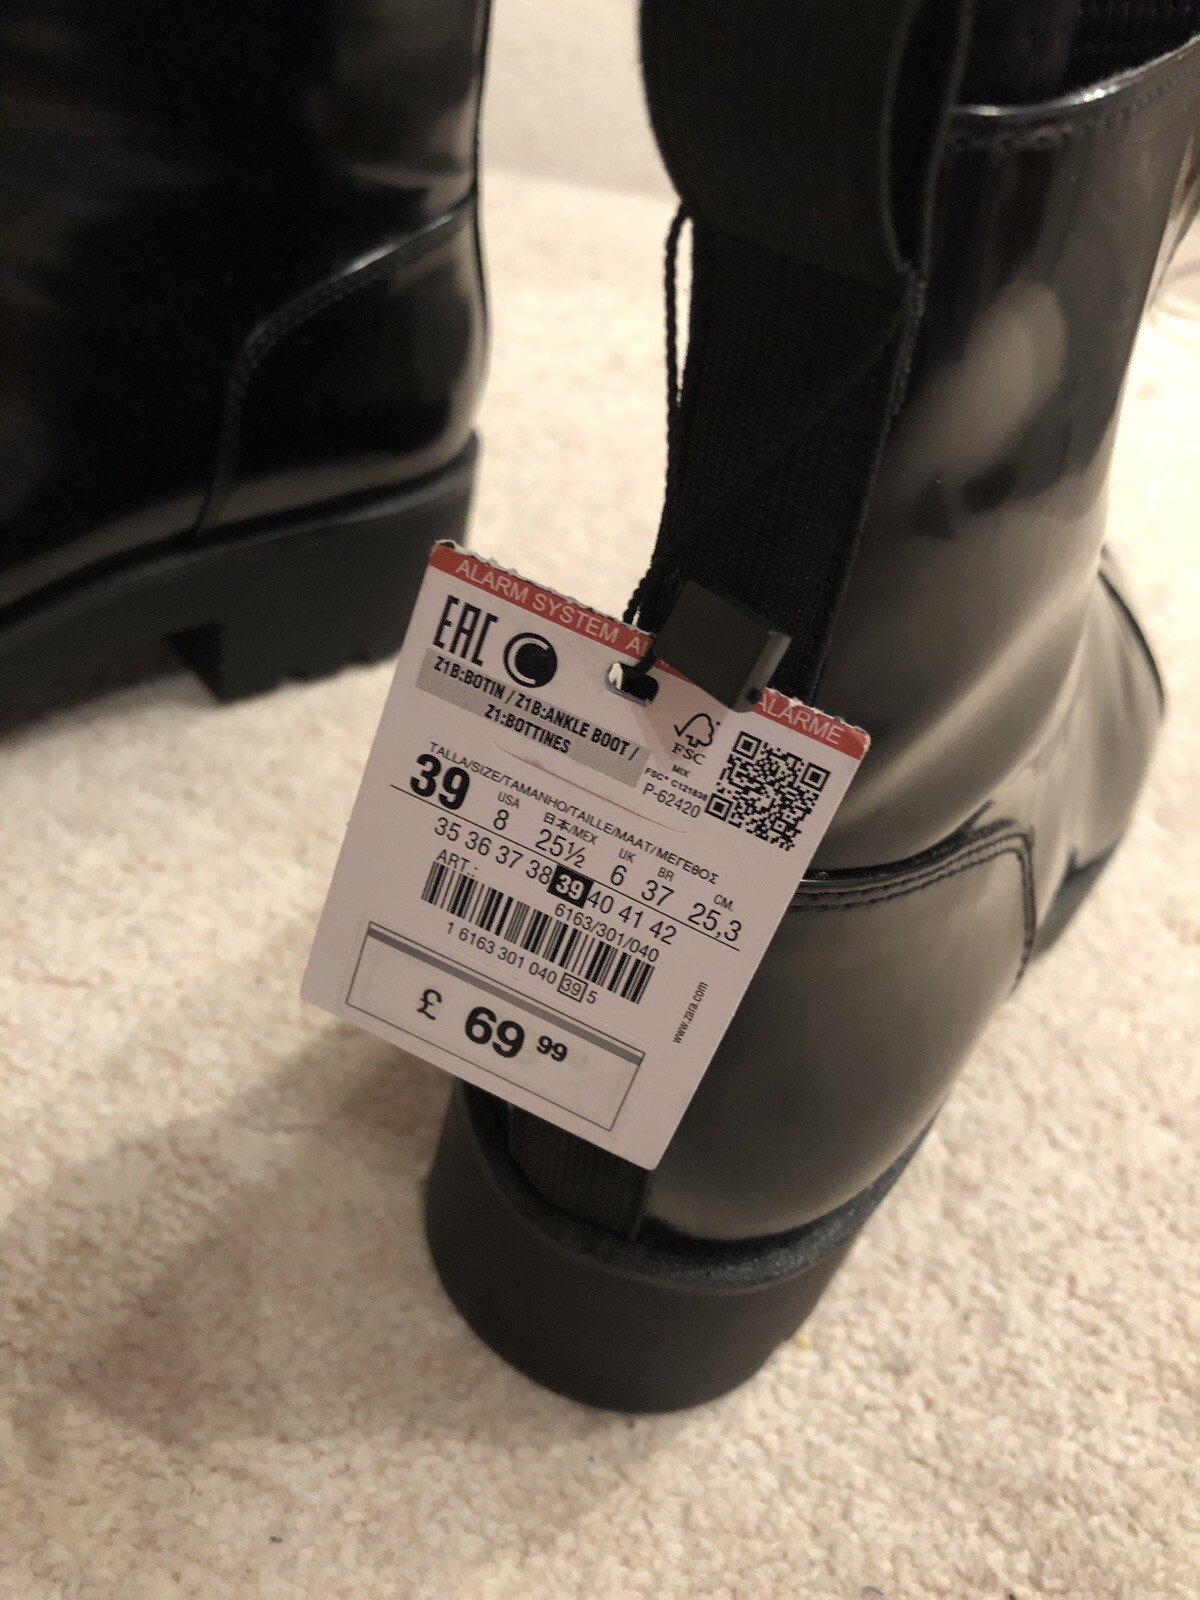 ALARM SYSTEM
ALARME
EAC
Z1B:BOTIN / Z1B:ANKLE BOOT /
Z1:BOTTINES
FSC
MIX
FSC® C121838
P-62420
TALLA/SIZE/TAMANHO/TAILLE/MAAT/ΜΕΓΕΘΟΣ
39
USA
日本/MEX
UK
BR
CM.
8
25½
6
37
25,3
35 36 37 38 39 40 41 42
ART.:
6163/301/040
1 6163 301 040 39 5
www.zara.com
£ 69 99